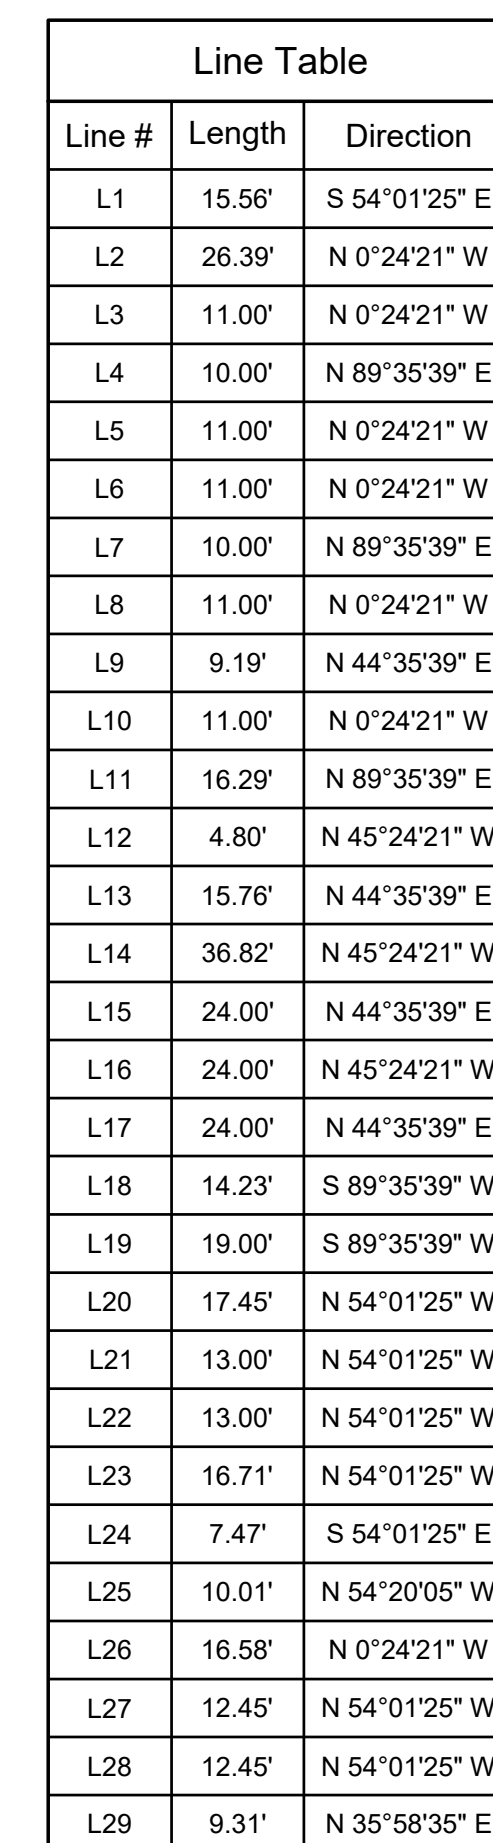 Line Table
Line # Length Direction
L1 15.56' S 54°01'25" E
L2 26.39' N 0°24'21" W
L3 11.00' N 0°24'21" W
L4 10.00' N 89°35'39" E
L5 11.00' N 0°24'21" W
L6 11.00' N 0°24'21" W
L7 10.00' N 89°35'39" E
L8 11.00' N 0°24'21" W
L9 9.19' N 44°35'39" E
L10 11.00' N 0°24'21" W
L11 16.29' N 89°35'39" E
L12 4.80' N 45°24'21" W
L13 15.76' N 44°35'39" E
L14 36.82' N 45°24'21" W
L15 24.00' N 44°35'39" E
L16 24.00' N 45°24'21" W
L17 24.00' N 44°35'39" E
L18 14.23' S 89°35'39" W
L19 19.00' S 89°35'39" W
L20 17.45' N 54°01'25" W
L21 13.00' N 54°01'25" W
L22 13.00' N 54°01'25" W
L23 16.71' N 54°01'25" W
L24 7.47' S 54°01'25" E
L25 10.01' N 54°20'05" W
L26 16.58' N 0°24'21" W
L27 12.45' N 54°01'25" W
L28 12.45' N 54°01'25" W
L29 9.31' N 35°58'35" E